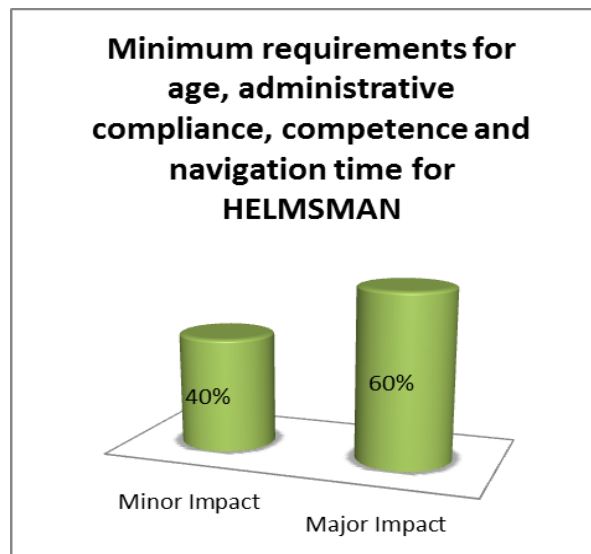 Minimum requirements for
age, administrative
compliance, competence and
navigation time for
HELMSMAN
40%
60%
Minor Impact
Major Impact